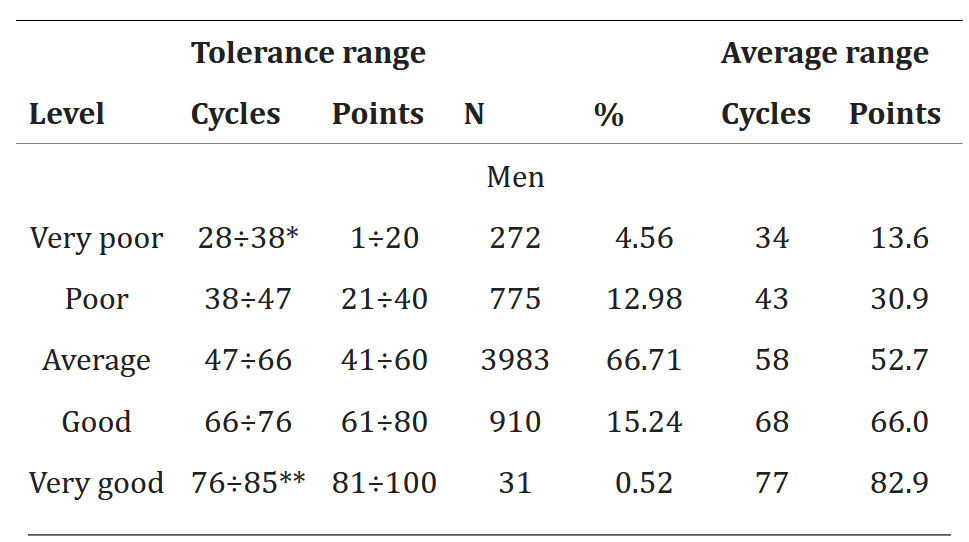 Tolerance range Average range
Level Cycles Points N % Cycles Points
Men
Very poor 28÷38* 1÷20 272 4.56 34 13.6
Poor 38÷47 21÷40 775 12.98 43 30.9
Average 47÷66 41÷60 3983 66.71 58 52.7
Good 66÷76 61÷80 910 15.24 68 66.0
Very good 76÷85** 81÷100 31 0.52 77 82.9